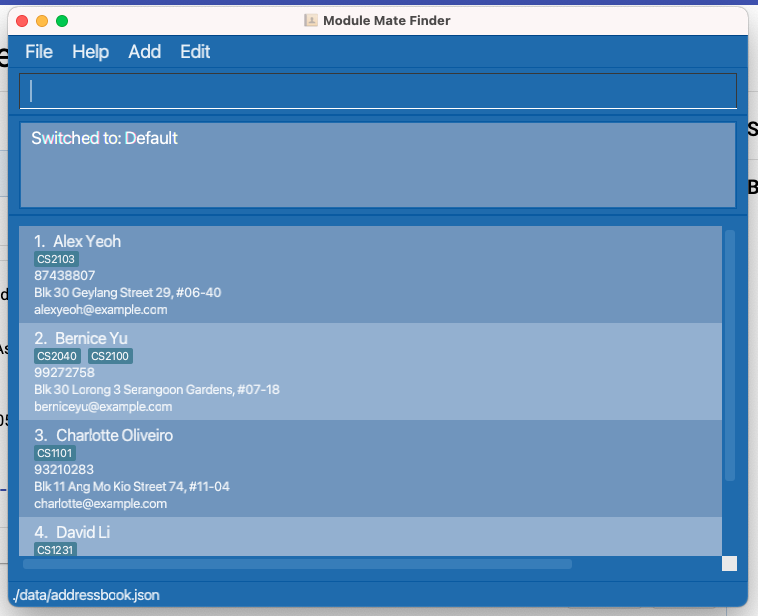 Module Mate Finder
File Help Add Edit
Switched to: Default
1. Alex Yeoh
CS2103
87438807
Blk 30 Geylang Street 29, #06-40
alexyeoh@example.com
2. Bernice Yu
CS2040 CS2100
99272758
Blk 30 Lorong 3 Serangoon Gardens, #07-18
berniceyu@example.com
3. Charlotte Oliveiro
CS1101
93210283
Blk 11 Ang Mo Kio Street 74, #11-04
charlotte@example.com
4. David Li
CS1231
./data/addressbook.json